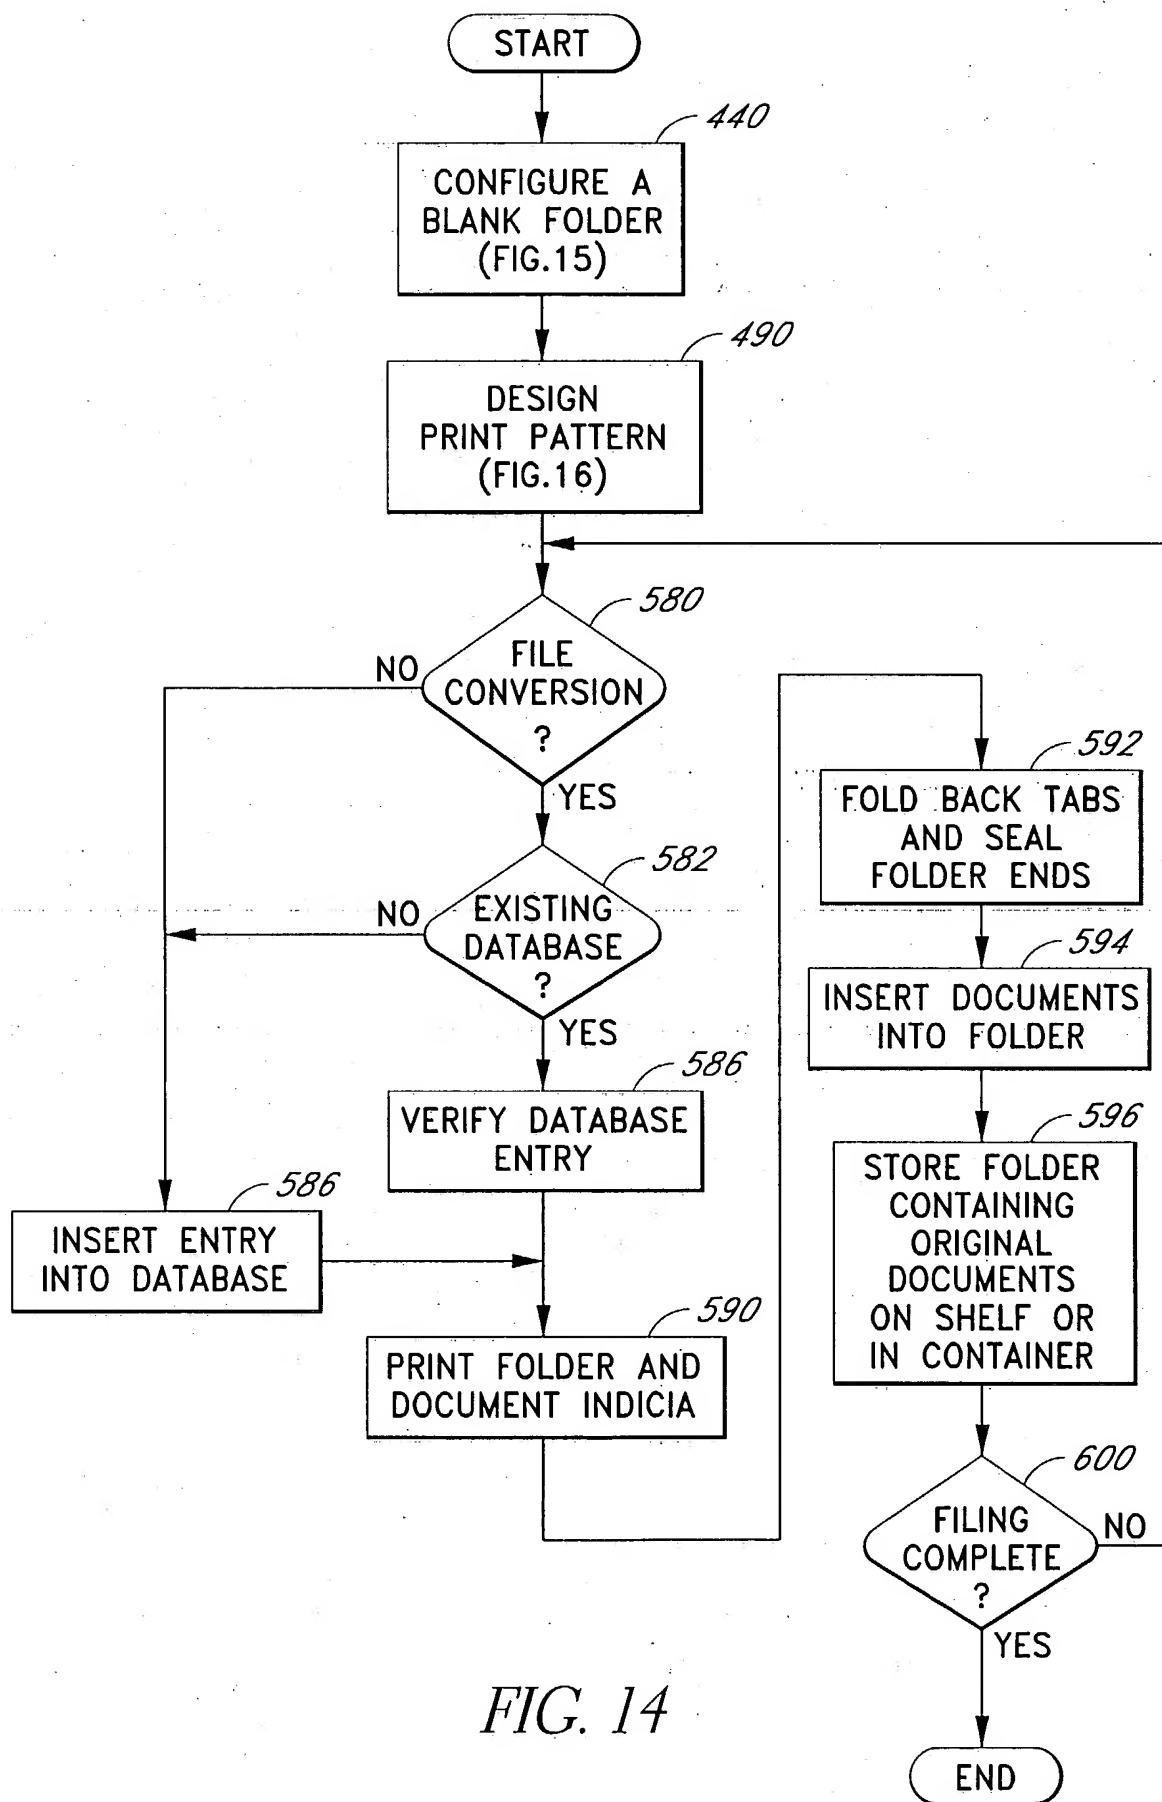 START
440
CONFIGURE A
BLANK FOLDER
(FIG.15)
490
DESIGN
PRINT PATTERN
(FIG.16)
580
FILE
CONVERSION
?
NO
YES
582
EXISTING
DATABASE
?
NO
YES
586
VERIFY DATABASE
ENTRY
586
INSERT ENTRY
INTO DATABASE
590
PRINT FOLDER AND
DOCUMENT INDICIA
592
FOLD BACK TABS
AND SEAL
FOLDER ENDS
594
INSERT DOCUMENTS
INTO FOLDER
596
STORE FOLDER
CONTAINING
ORIGINAL
DOCUMENTS
ON SHELF OR
IN CONTAINER
600
FILING
COMPLETE
?
NO
YES
END
FIG. 14